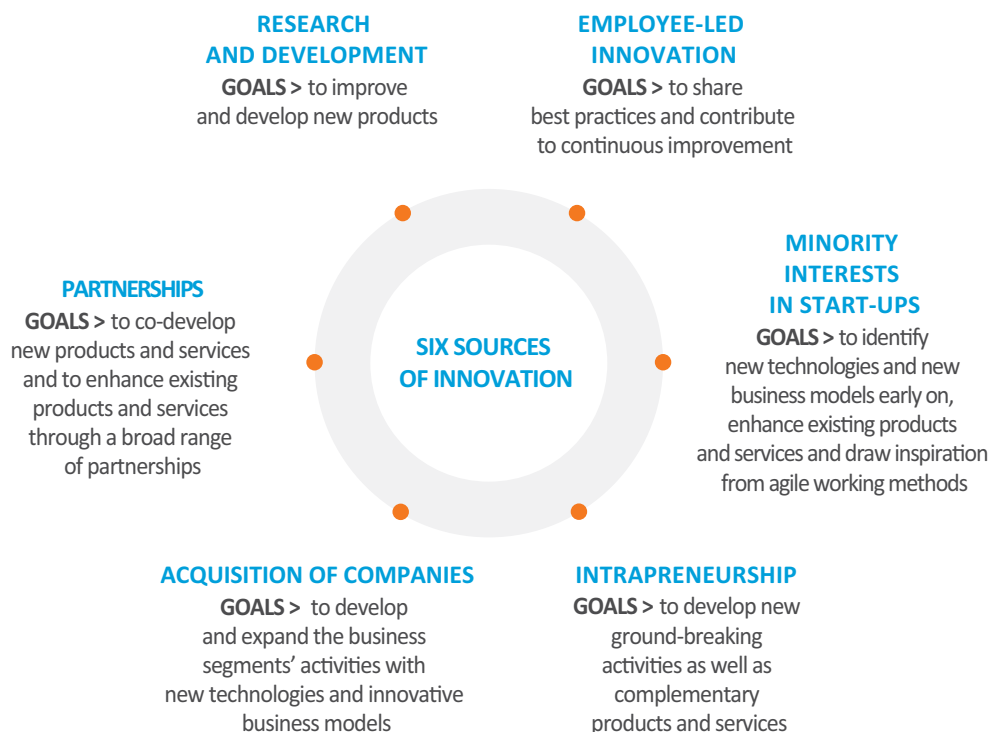 RESEARCH
AND DEVELOPMENT
GOALS > to improve
and develop new products
EMPLOYEE-LED
INNOVATION
GOALS > to share
best practices and contribute
to continuous improvement
MINORITY
INTERESTS
IN START-UPS
GOALS > to identify
new technologies and new
business models early on,
enhance existing products
and services and draw inspiration
from agile working methods
PARTNERSHIPS
GOALS > to co-develop
new products and services
and to enhance existing
products and services
through a broad range
of partnerships
SIX SOURCES
OF INNOVATION
ACQUISITION OF COMPANIES
GOALS > to develop
and expand the business
segments’ activities with
new technologies and innovative
business models
INTRAPRENEURSHIP
GOALS > to develop new
ground-breaking
activities as well as
complementary
products and services